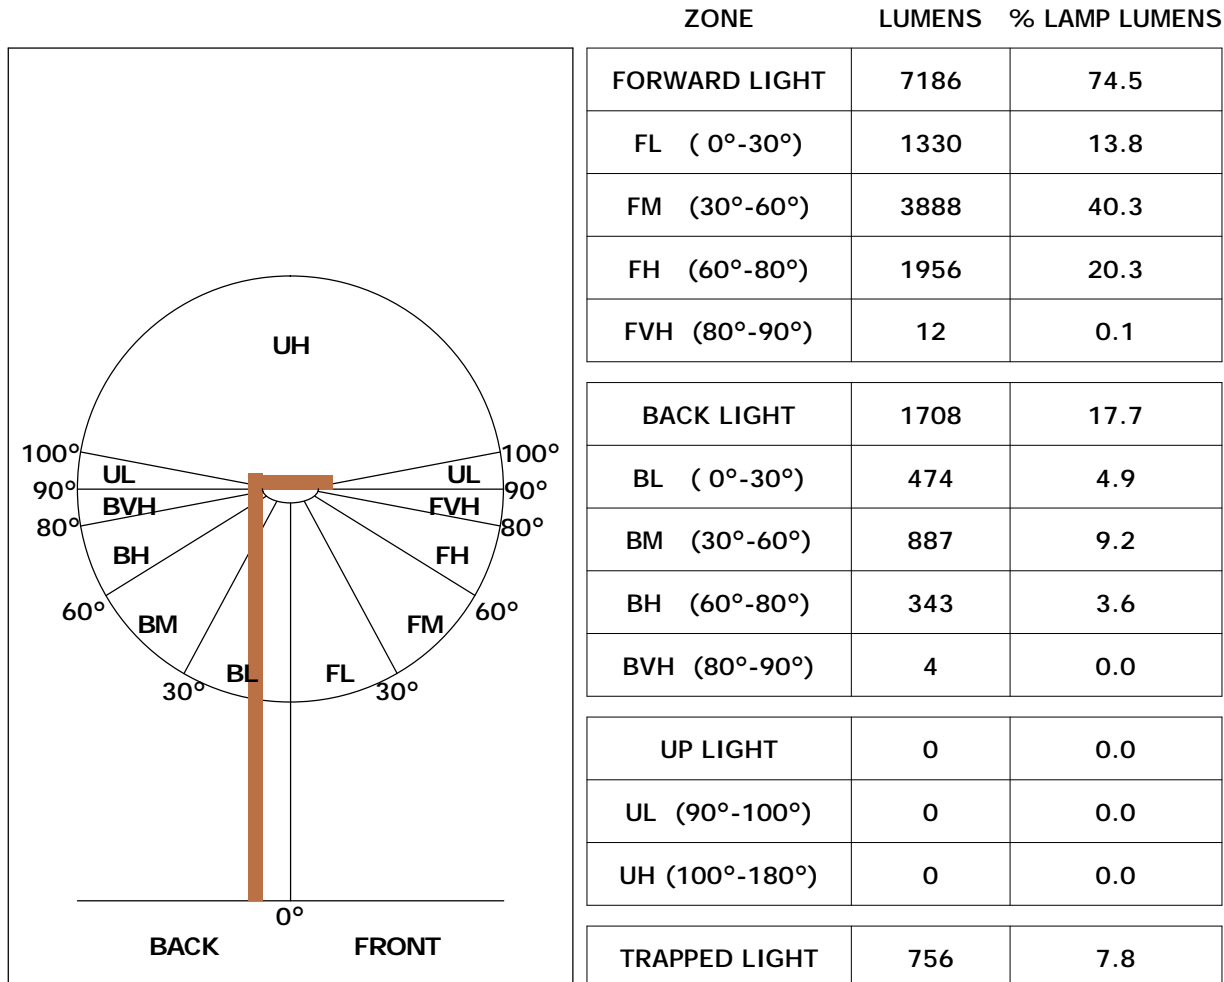 ZONE LUMENS % LAMP LUMENS
FORWARD LIGHT 7186 74.5
FL ( 0°-30°) 1330 13.8
FM (30°-60°) 3888 40.3
FH (60°-80°) 1956 20.3
FVH (80°-90°) 12 0.1
BACK LIGHT 1708 17.7
BL ( 0°-30°) 474 4.9
BM (30°-60°) 887 9.2
BH (60°-80°) 343 3.6
BVH (80°-90°) 4 0.0
UP LIGHT 0 0.0
UL (90°-100°) 0 0.0
UH (100°-180°) 0 0.0
TRAPPED LIGHT 756 7.8
UH
100° 100°
UL UL
90° 90°
BVH FVH
80° 80°
BH FH
60° 60°
BM FM
BL FL
30° 30°
0°
BACK FRONT